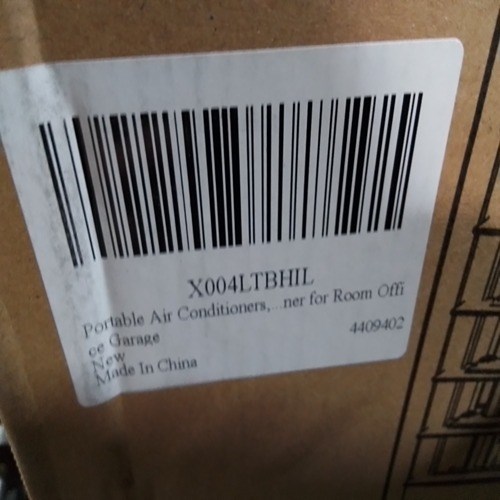 X004LTBHIL
Portable Air Conditioners,...ner for Room Offi
ce Garage
4409402
New
Made In China